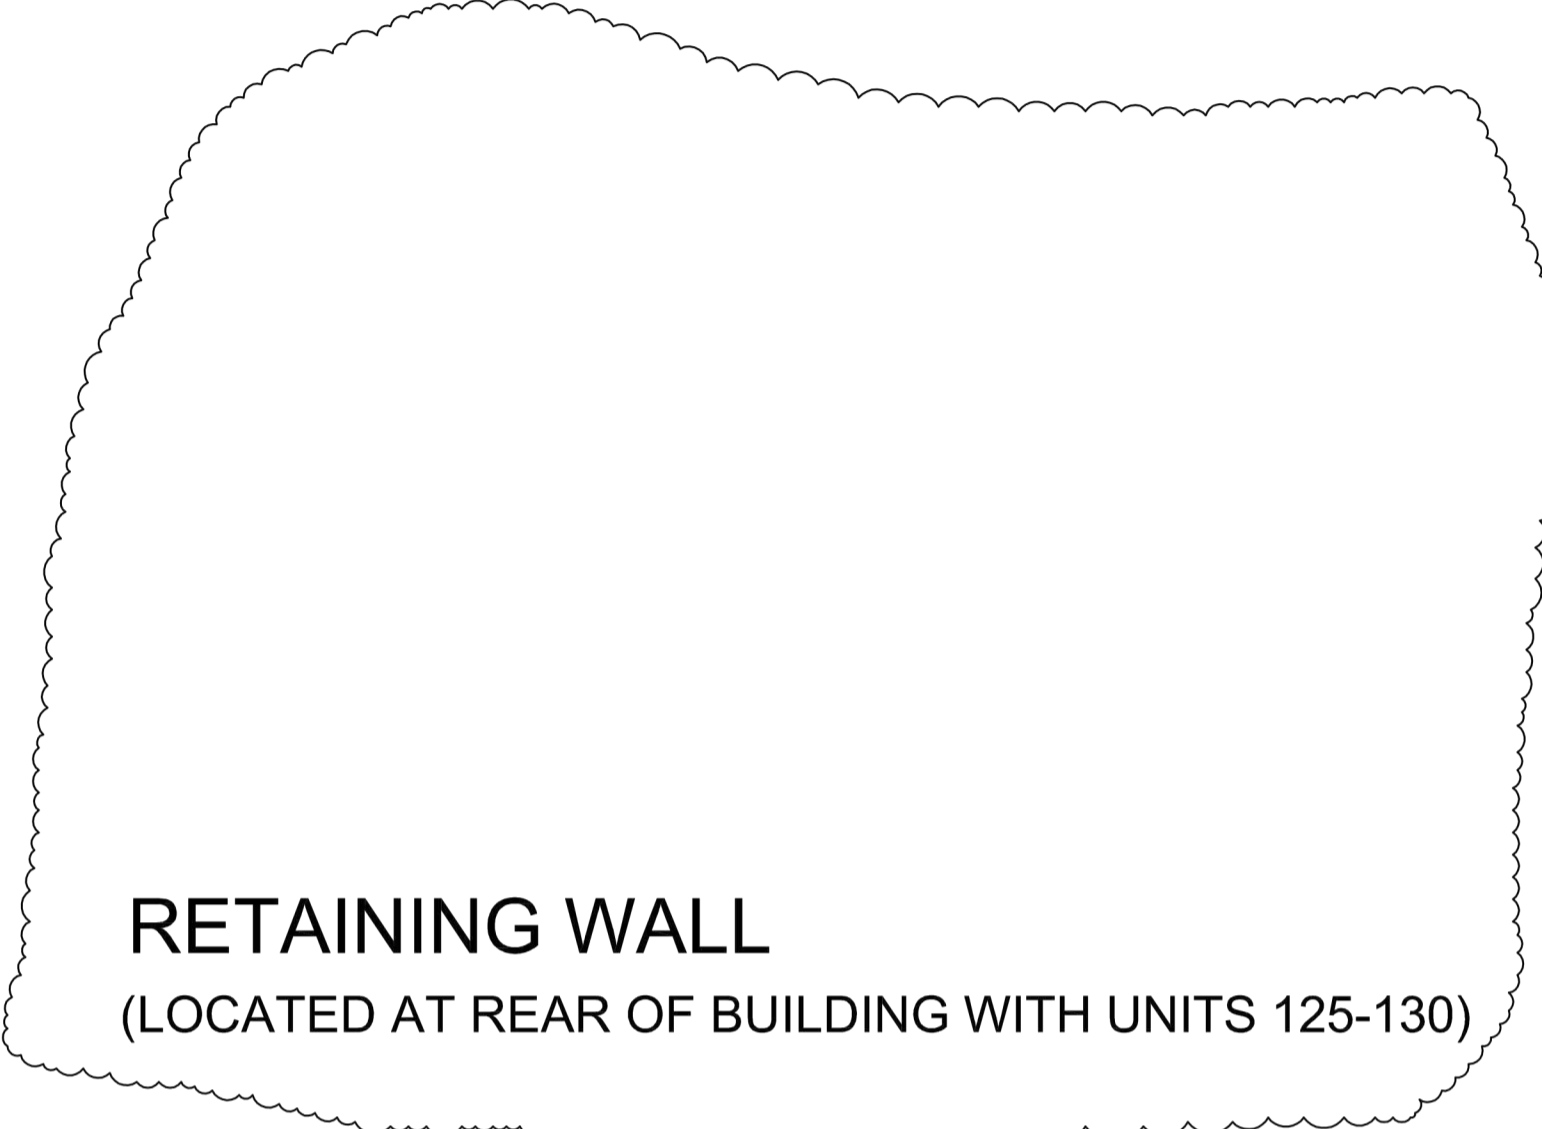 RETAINING WALL
(LOCATED AT REAR OF BUILDING WITH UNITS 125-130)